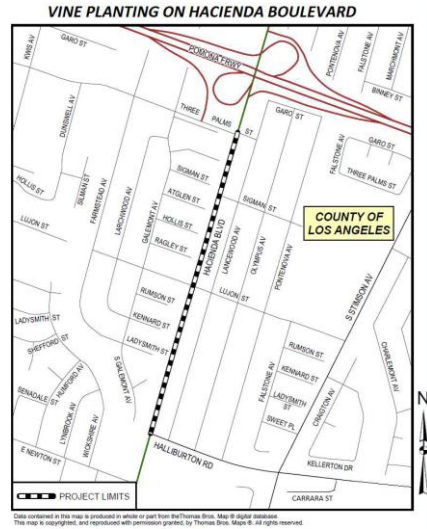 VINE PLANTING ON HACIENDA BOULEVARD
KWIS AV
GARO ST
POMONA FRWY
PONTENOVA AV
FALSTONE AV
MARCHMONT AV
BINNEY ST
DUNSWELL AV
THREE PALMS ST
GARO ST
FALSTONE AV
GARO ST
THREE PALMS ST
HOLLIS ST
SILMAN ST
FARMSTEAD AV
LARCHWOOD AV
GALEMONT AV
SIGMAN ST
ATGLEN ST
HOLLIS ST
RAGLEY ST
SIGMAN ST
HACIENDA BLVD
LANCEWOOD AV
OLYMPUS AV
PONTENOVA AV
COUNTY OF
LOS ANGELES
LUJON ST
LUJON ST
S STIMSON AV
RUMSON ST
KENNARD ST
LADYSMITH ST
LADYSMITH ST
SHEFFORD ST
HUMFORD AV
S GALEMONT AV
RUMSON ST
KENNARD ST
LADYSMITH
ST
SWEET PL
FALSTONE AV
CRAIGTON AV
CHARLEMONT AV
SENADALE ST
LYNBROOK AV
WICKSHIRE AV
E NEWTON ST
HALLIBURTON RD
KELLERTON DR
CARRARA ST
N
PROJECT LIMITS
Data contained in this map is produced in whole or part from theThomas Bros. Map ® digital database.
This map is copyrighted, and reproduced with permission granted, by Thomas Bros. Maps ®. All rights reserved.